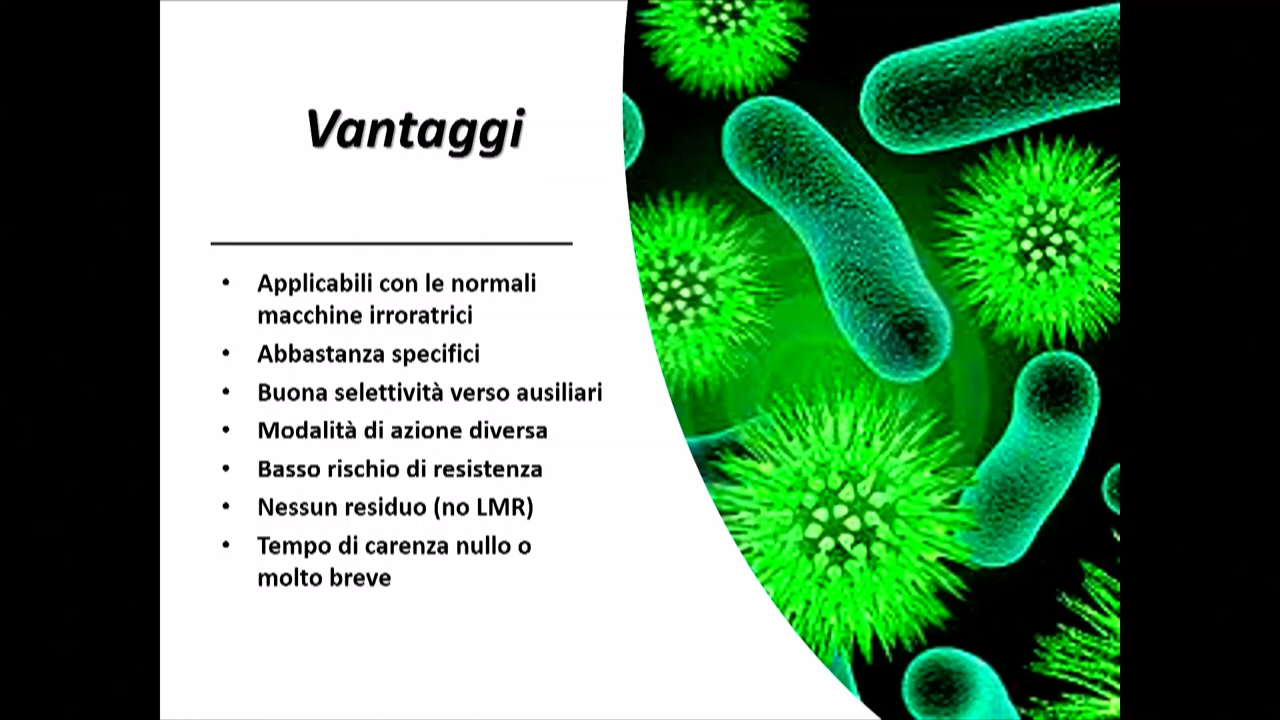 Vantaggi
• Applicabili con le normali
macchine irroratrici
• Abbastanza specifici
• Buona selettività verso ausiliari
• Modalità di azione diversa
• Basso rischio di resistenza
• Nessun residuo (no LMR)
• Tempo di carenza nullo o
molto breve